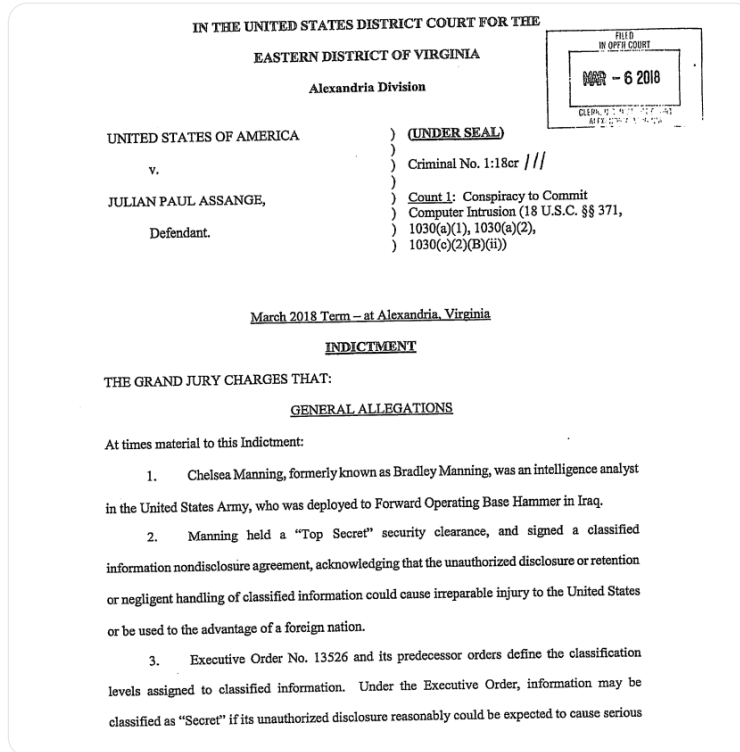 IN THE UNITED STATES DISTRICT COURT FOR THE
EASTERN DISTRICT OF VIRGINIA
Alexandria Division
FILED
IN OPEN COURT
MAR - 6 2018
UNITED STATES OF AMERICA
v.
JULIAN PAUL ASSANGE,
Defendant.
) (UNDER SEAL)
)
) Criminal No. 1:18cr 111
)
) Count 1: Conspiracy to Commit
) Computer Intrusion (18 U.S.C. §§ 371,
) 1030(a)(1), 1030(a)(2),
) 1030(c)(2)(B)(ii))
March 2018 Term – at Alexandria, Virginia
INDICTMENT
THE GRAND JURY CHARGES THAT:
GENERAL ALLEGATIONS
At times material to this Indictment:
1. Chelsea Manning, formerly known as Bradley Manning, was an intelligence analyst
in the United States Army, who was deployed to Forward Operating Base Hammer in Iraq.
2. Manning held a “Top Secret” security clearance, and signed a classified
information nondisclosure agreement, acknowledging that the unauthorized disclosure or retention
or negligent handling of classified information could cause irreparable injury to the United States
or be used to the advantage of a foreign nation.
3. Executive Order No. 13526 and its predecessor orders define the classification
levels assigned to classified information. Under the Executive Order, information may be
classified as “Secret” if its unauthorized disclosure reasonably could be expected to cause serious